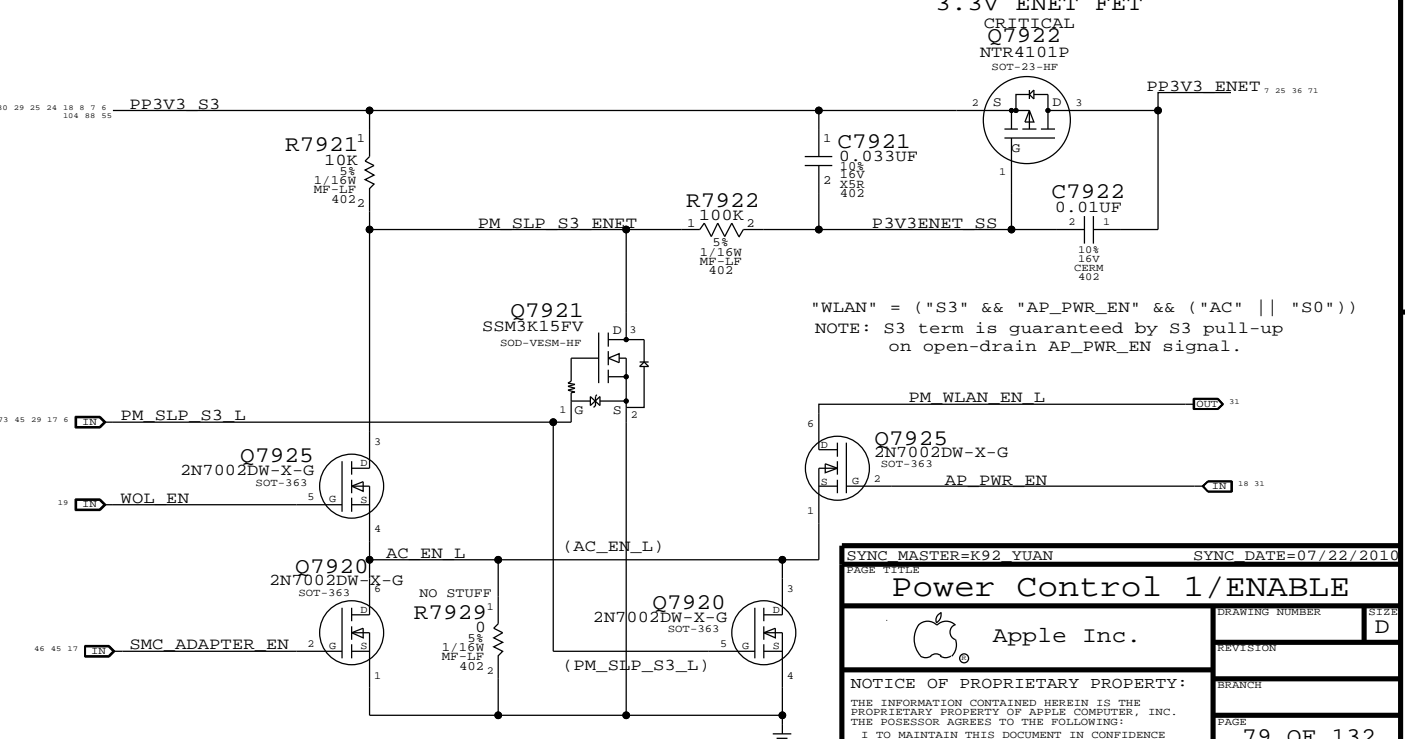 3.3V ENET FET
CRITICAL
Q7922
NTR4101P
SOT-23-HF
30 29 25 24 18 8 7 6
104 88 55
PP3V3_S3
2
S
D
3
G
1
PP3V3_ENET
7 25 36 71
R7921
1
10K
5%
1/16W
MF-LF
402
2
1
C7921
0.033UF
10%
16V
X5R
402
2
R7922
100K
1
2
5%
1/16W
MF-LF
402
PM_SLP_S3_ENET
P3V3ENET_SS
C7922
0.01UF
2
1
10%
16V
CERM
402
Q7921
SSM3K15FV
SOD-VESM-HF
D
3
1
G
S
2
"WLAN" = ("S3" && "AP_PWR_EN" && ("AC" || "S0"))
NOTE: S3 term is guaranteed by S3 pull-up
on open-drain AP_PWR_EN signal.
73 45 29 17 6
IN
PM_SLP_S3_L
PM_WLAN_EN_L
OUT
31
Q7925
2N7002DW-X-G
SOT-363
3
D
5
G
S
4
19
IN
WOL_EN
6
D
S
G
2
1
Q7925
2N7002DW-X-G
SOT-363
AP_PWR_EN
IN
18 31
AC_EN_L
(AC_EN_L)
Q7920
2N7002DW-X-G
SOT-363
6
D
2
G
S
1
46 45 17
IN
SMC_ADAPTER_EN
NO STUFF
R7929
1
0
5%
1/16W
MF-LF
402
2
Q7920
2N7002DW-X-G
SOT-363
3
D
5
G
S
4
(PM_SLP_S3_L)
SYNC_MASTER=K92_YUAN
SYNC_DATE=07/22/2010
PAGE TITLE
Power Control 1/ENABLE
Apple Inc.
®
DRAWING NUMBER
SIZE
D
REVISION
BRANCH
PAGE
79 OF 132
NOTICE OF PROPRIETARY PROPERTY:
THE INFORMATION CONTAINED HEREIN IS THE
PROPRIETARY PROPERTY OF APPLE COMPUTER, INC.
THE POSESSOR AGREES TO THE FOLLOWING:
I TO MAINTAIN THIS DOCUMENT IN CONFIDENCE